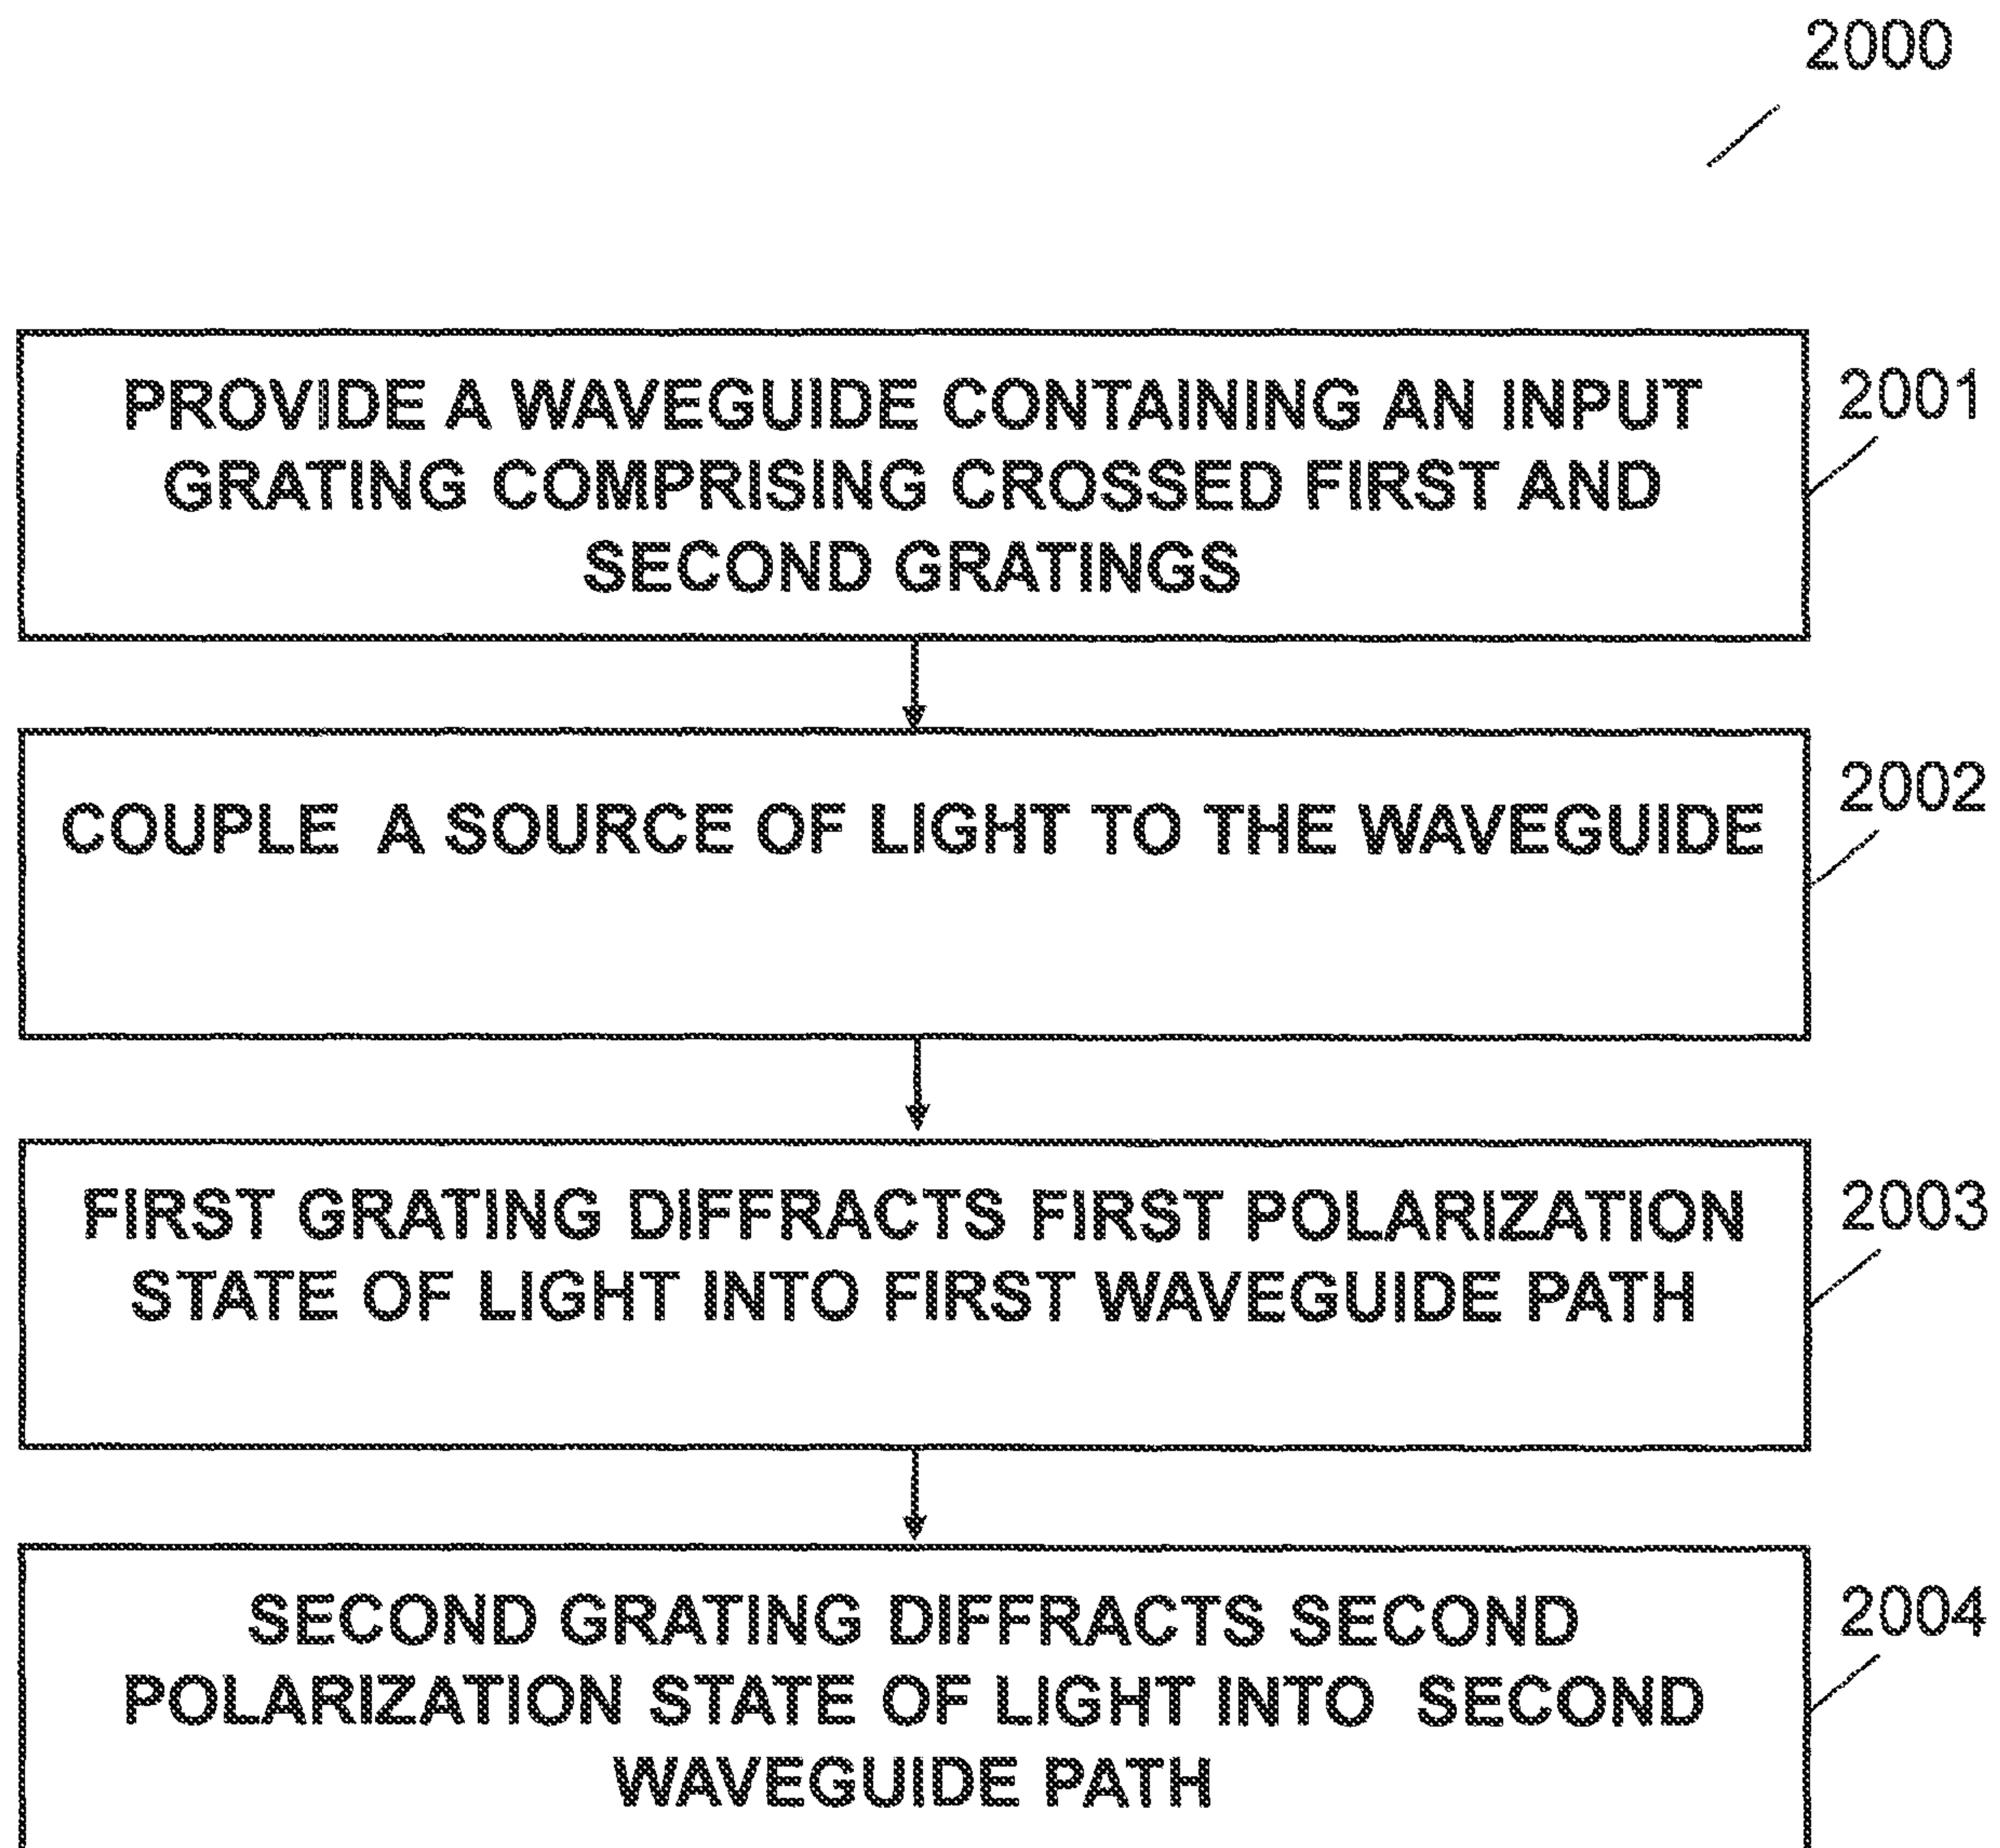 2000
PROVIDE A WAVEGUIDE CONTAINING AN INPUT
GRATING COMPRISING CROSSED FIRST AND
SECOND GRATINGS
2001
COUPLE A SOURCE OF LIGHT TO THE WAVEGUIDE
2002
FIRST GRATING DIFFRACTS FIRST POLARIZATION
STATE OF LIGHT INTO FIRST WAVEGUIDE PATH
2003
SECOND GRATING DIFFRACTS SECOND
POLARIZATION STATE OF LIGHT INTO SECOND
WAVEGUIDE PATH
2004